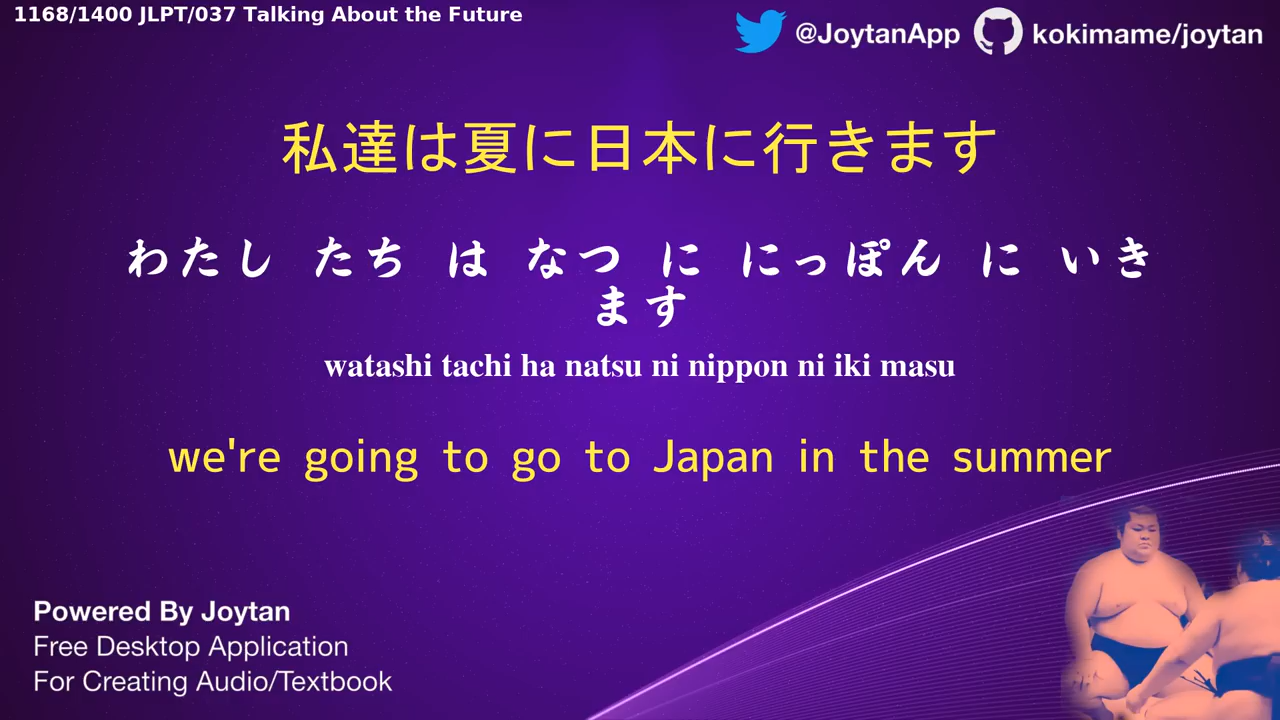 1168/1400 JLPT/037 Talking About the Future
@JoytanApp kokimame/joytan
私達は夏に日本に行きます
わたし たち は なつ に にっぽん に いき
ます
watashi tachi ha natsu ni nippon ni iki masu
we're going to go to Japan in the summer
Powered By Joytan
Free Desktop Application
For Creating Audio/Textbook